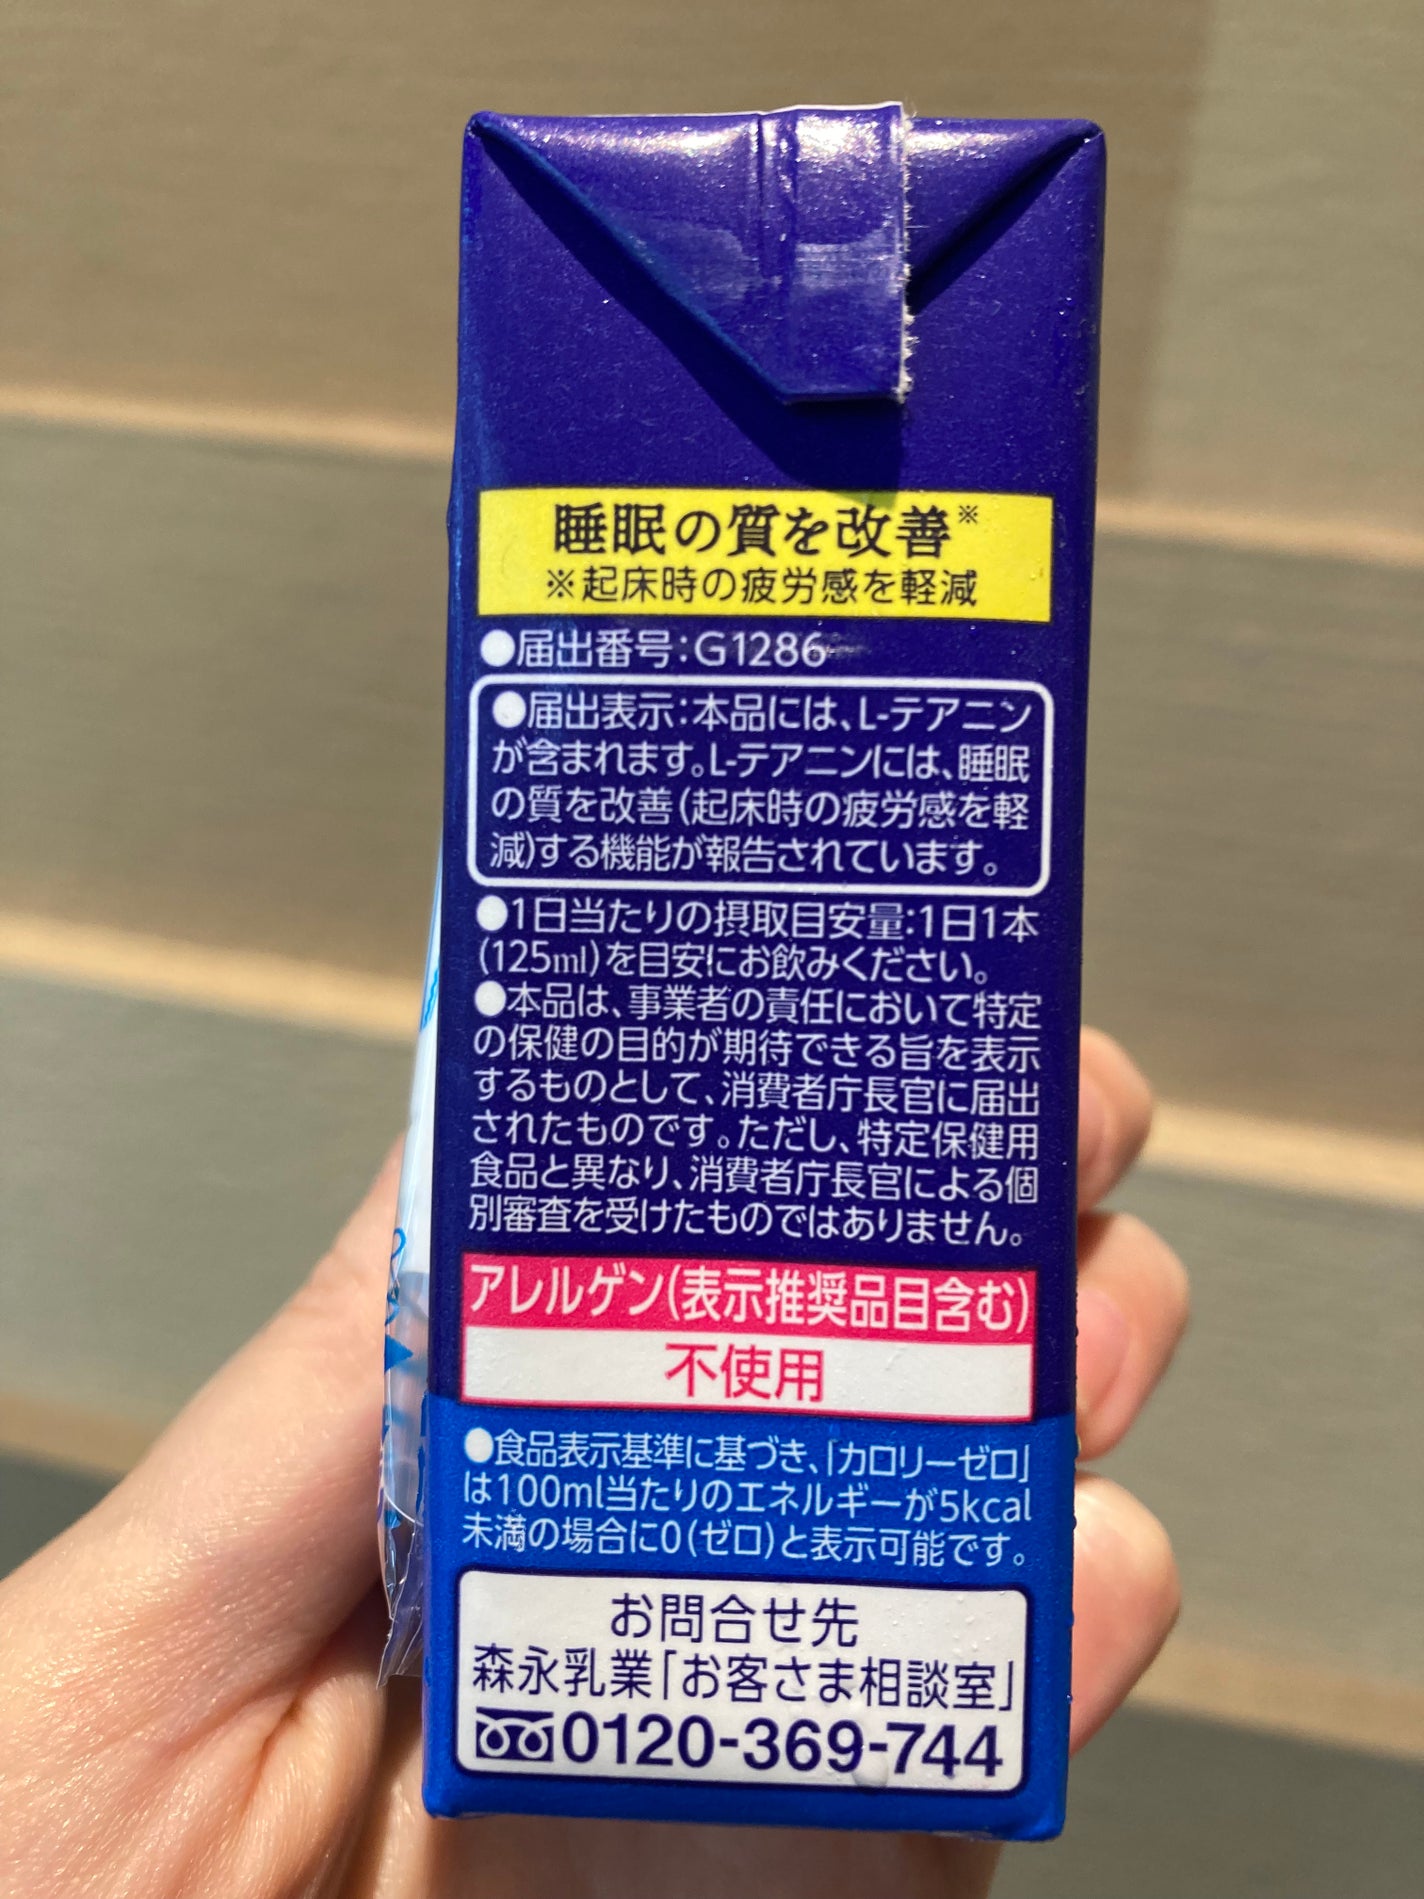 睡眠の質を改善※
※起床時の疲労感を軽減
●届出番号:G1286
●届出表示:本品には、L-テアニン
が含まれます。L-テアニンには、睡眠
の質を改善(起床時の疲労感を軽
減)する機能が報告されています。
●1日当たりの摂取目安量:1日1本
(125ml)を目安にお飲みください。
●本品は、事業者の責任において特定
の保健の目的が期待できる旨を表示
するものとして、消費者庁長官に届出
されたものです。ただし、特定保健用
食品と異なり、消費者庁長官による個
別審査を受けたものではありません。
アレルゲン(表示推奨品目含む)
不使用
●食品表示基準に基づき、「カロリーゼロ」
は100ml当たりのエネルギーが5kcal
未満の場合に0(ゼロ)と表示可能です。
お問合せ先
森永乳業「お客さま相談室」
0120-369-744